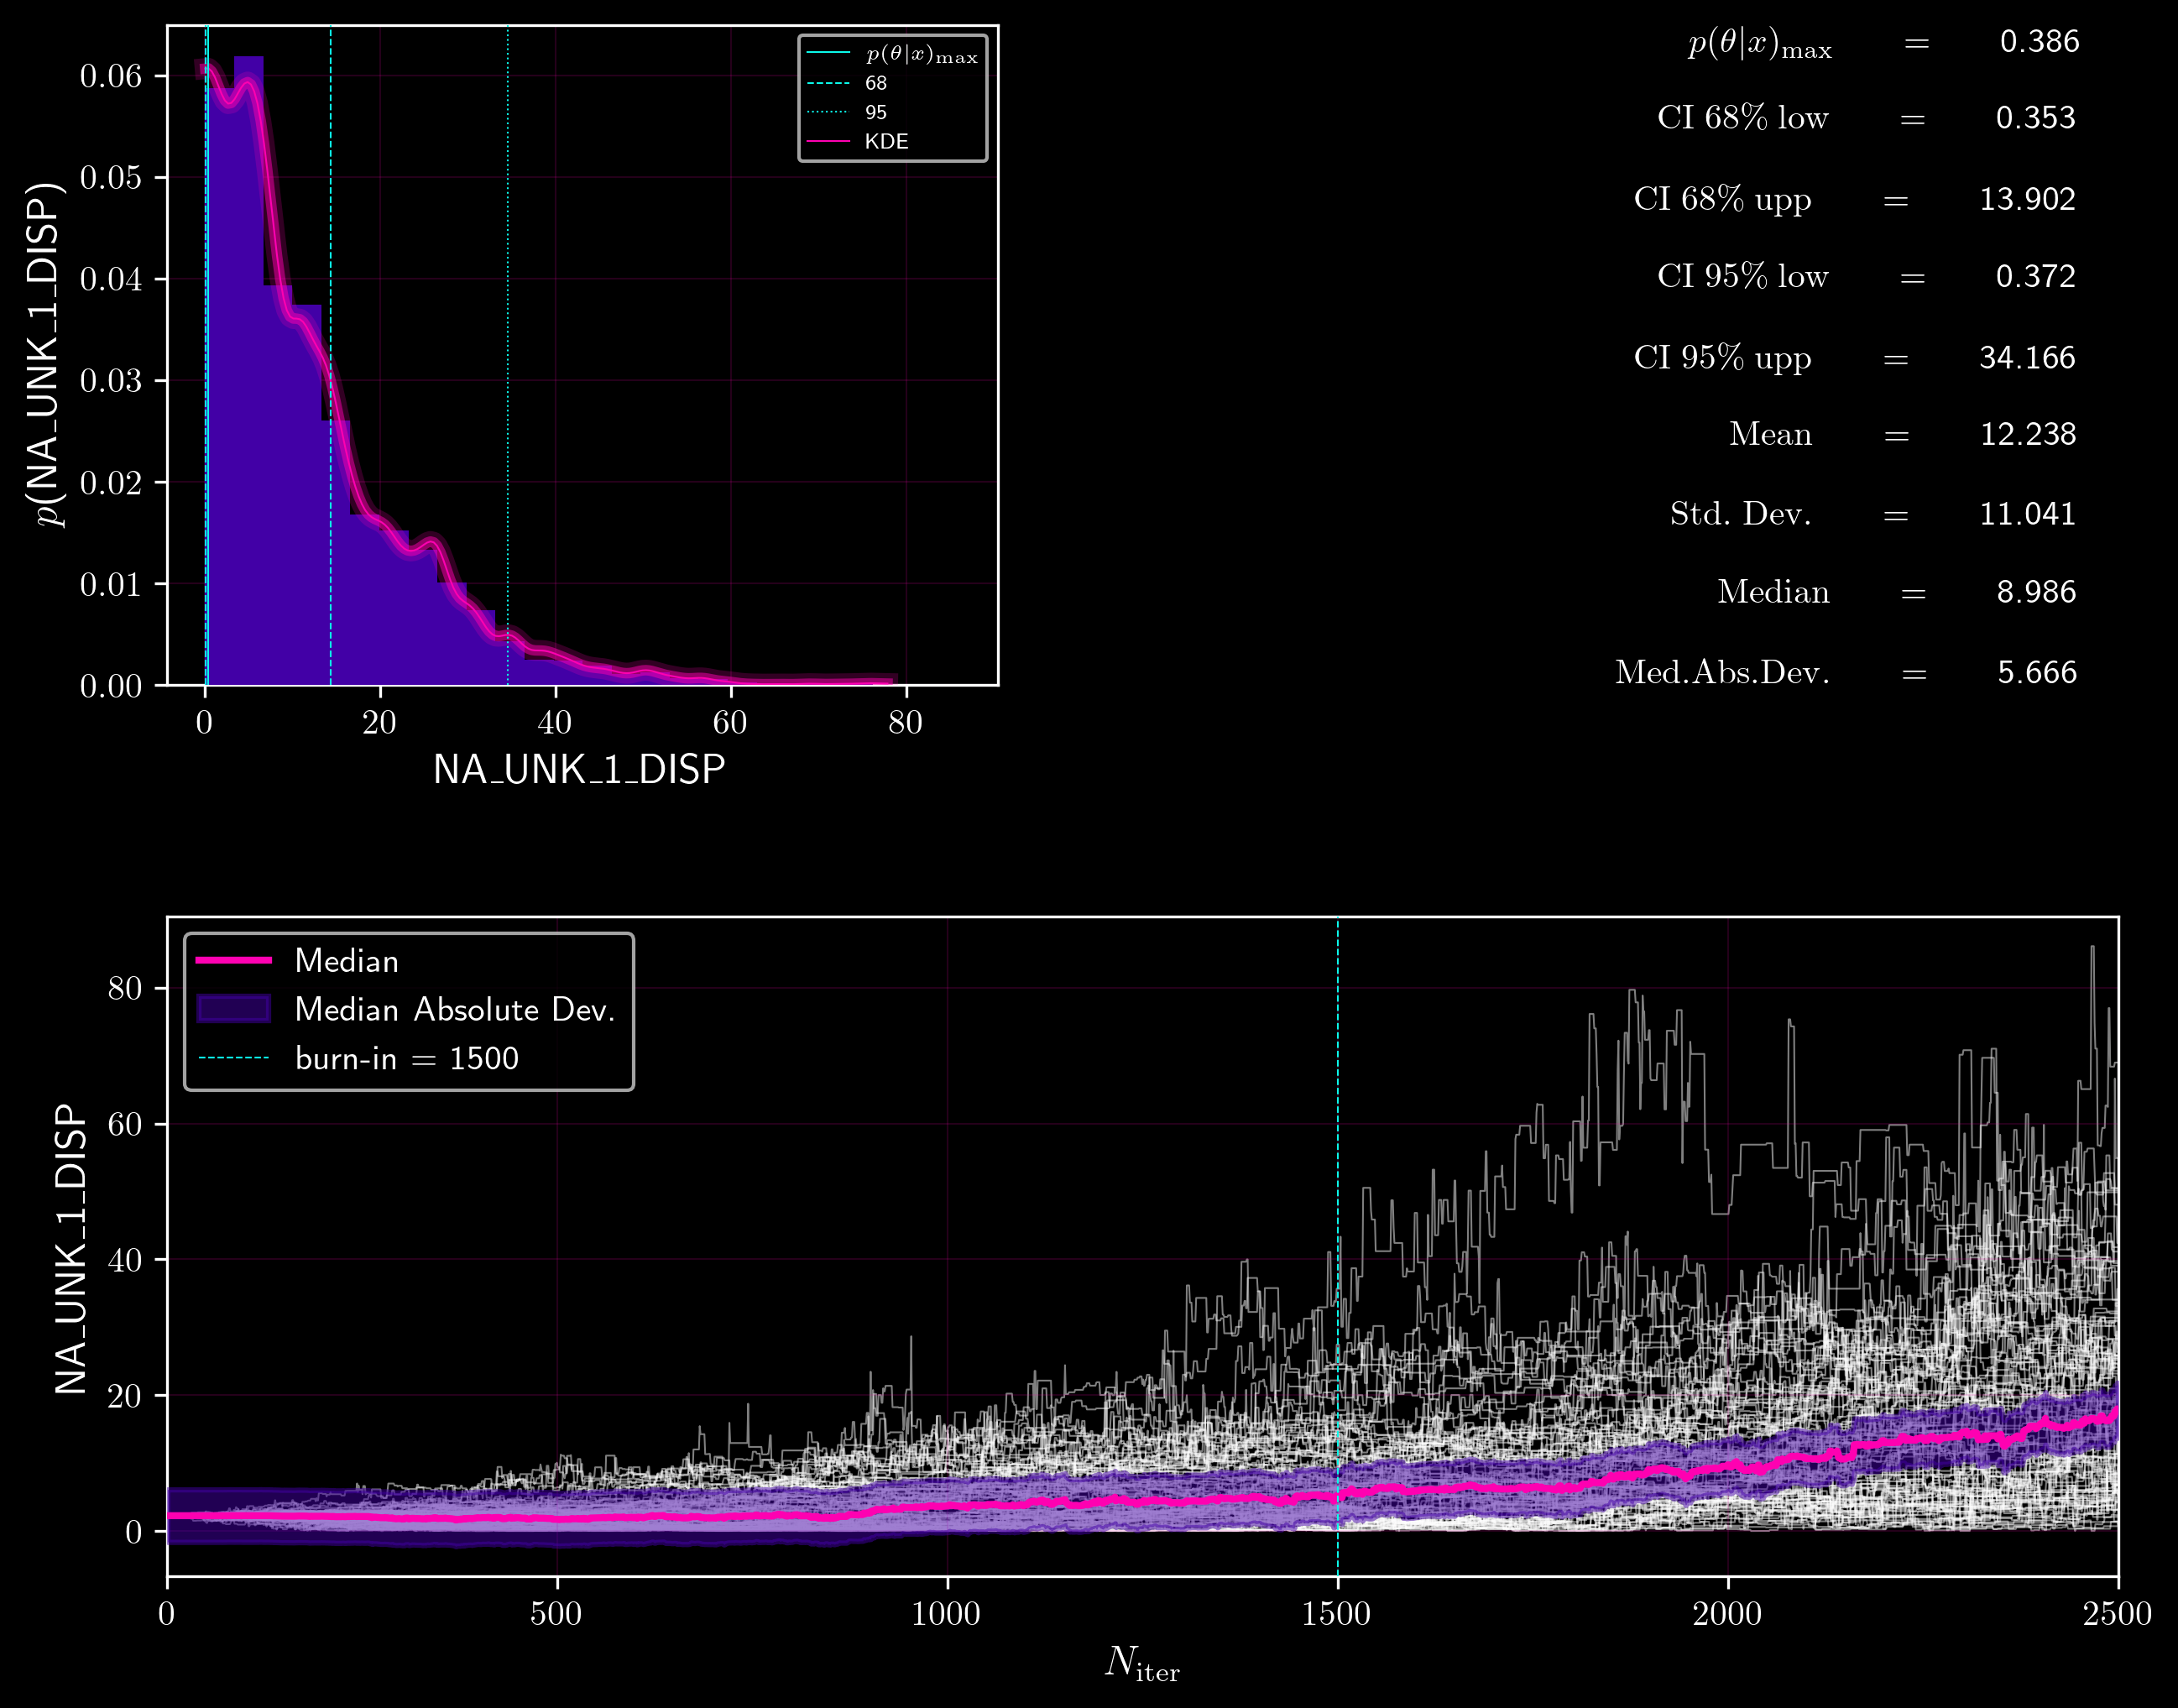 p(θ|x)max
68
95
KDE
0.06
0.05
0.04
0.03
0.02
0.01
0.00
p(NA_UNK_1_DISP)
0 20 40 60 80
NA_UNK_1_DISP
p(θ|x)max = 0.386
CI 68% low = 0.353
CI 68% upp = 13.902
CI 95% low = 0.372
CI 95% upp = 34.166
Mean = 12.238
Std. Dev. = 11.041
Median = 8.986
Med.Abs.Dev. = 5.666
Median
Median Absolute Dev.
burn-in = 1500
80
60
40
20
0
NA_UNK_1_DISP
0 500 1000 1500 2000 2500
Niter